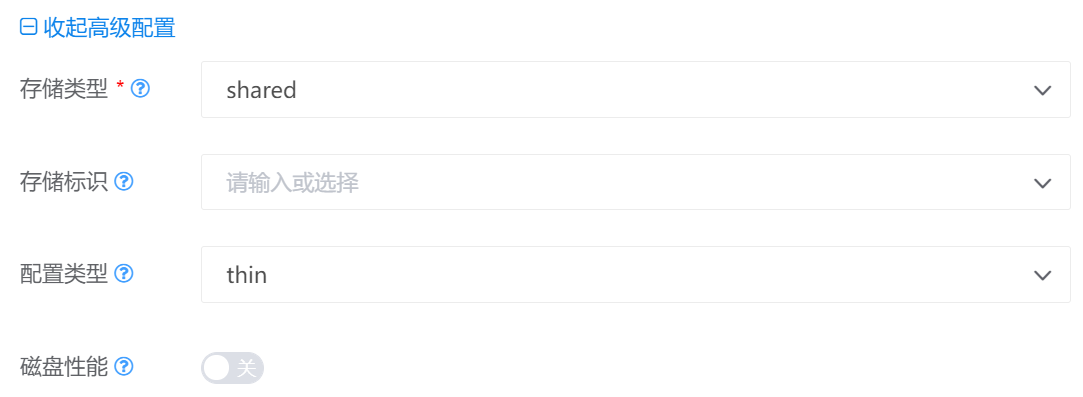 收起高级配置
存储类型 * ? shared
存储标识 ? 请输入或选择
配置类型 ? thin
磁盘性能 ? 关